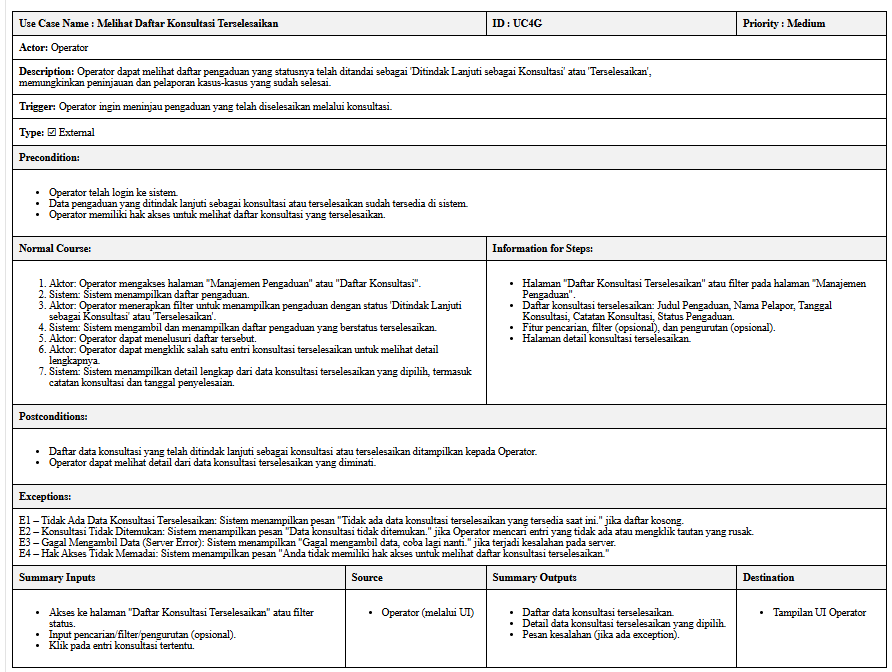 Use Case Name : Melihat Daftar Konsultasi Terselesaikan
ID : UC4G
Priority : Medium
Actor: Operator
Description: Operator dapat melihat daftar pengaduan yang statusnya telah ditandai sebagai 'Ditindak Lanjuti sebagai Konsultasi' atau 'Terselesaikan',
memungkinkan peninjauan dan pelaporan kasus-kasus yang sudah selesai.
Trigger: Operator ingin meninjau pengaduan yang telah diselesaikan melalui konsultasi.
Type: ☑ External
Precondition:
• Operator telah login ke sistem.
• Data pengaduan yang ditindak lanjuti sebagai konsultasi atau terselesaikan sudah tersedia di sistem.
• Operator memiliki hak akses untuk melihat daftar konsultasi yang terselesaikan.
Normal Course:
1. Aktor: Operator mengakses halaman "Manajemen Pengaduan" atau "Daftar Konsultasi".
2. Sistem: Sistem menampilkan daftar pengaduan.
3. Aktor: Operator menerapkan filter untuk menampilkan pengaduan dengan status 'Ditindak Lanjuti
sebagai Konsultasi' atau 'Terselesaikan'.
4. Sistem: Sistem mengambil dan menampilkan daftar pengaduan yang berstatus terselesaikan.
5. Aktor: Operator dapat menelusuri daftar tersebut.
6. Aktor: Operator dapat mengklik salah satu entri konsultasi terselesaikan untuk melihat detail
lengkapnya.
7. Sistem: Sistem menampilkan detail lengkap dari data konsultasi terselesaikan yang dipilih, termasuk
catatan konsultasi dan tanggal penyelesaian.
Information for Steps:
• Halaman "Daftar Konsultasi Terselesaikan" atau filter pada halaman "Manajemen
Pengaduan".
• Daftar konsultasi terselesaikan: Judul Pengaduan, Nama Pelapor, Tanggal
Konsultasi, Catatan Konsultasi, Status Pengaduan.
• Fitur pencarian, filter (opsional), dan pengurutan (opsional).
• Halaman detail konsultasi terselesaikan.
Postconditions:
• Daftar data konsultasi yang telah ditindak lanjuti sebagai konsultasi atau terselesaikan ditampilkan kepada Operator.
• Operator dapat melihat detail dari data konsultasi terselesaikan yang diminati.
Exceptions:
E1 – Tidak Ada Data Konsultasi Terselesaikan: Sistem menampilkan pesan "Tidak ada data konsultasi terselesaikan yang tersedia saat ini." jika daftar kosong.
E2 – Konsultasi Tidak Ditemukan: Sistem menampilkan pesan "Data konsultasi tidak ditemukan." jika Operator mencari entri yang tidak ada atau mengklik tautan yang rusak.
E3 – Gagal Mengambil Data (Server Error): Sistem menampilkan "Gagal mengambil data, coba lagi nanti." jika terjadi kesalahan pada server.
E4 – Hak Akses Tidak Memadai: Sistem menampilkan pesan "Anda tidak memiliki hak akses untuk melihat daftar konsultasi terselesaikan."
Summary Inputs
• Akses ke halaman "Daftar Konsultasi Terselesaikan" atau filter
status.
• Input pencarian/filter/pengurutan (opsional).
• Klik pada entri konsultasi tertentu.
Source
• Operator (melalui UI)
Summary Outputs
• Daftar data konsultasi terselesaikan.
• Detail data konsultasi terselesaikan yang dipilih.
• Pesan kesalahan (jika ada exception).
Destination
• Tampilan UI Operator